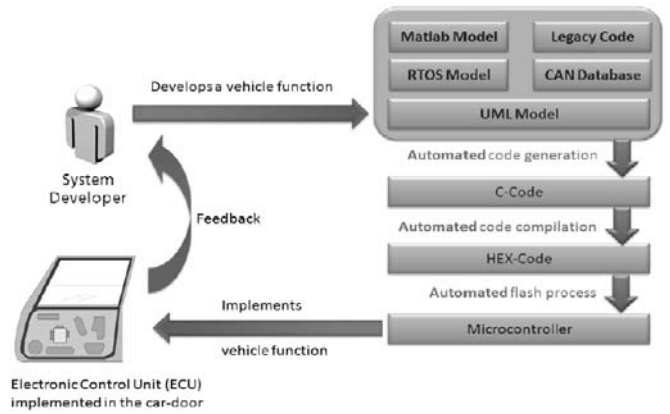 Matlab Model
Legacy Code
RTOS Model
CAN Database
UML Model
Develops a vehicle function
System
Developer
Automated code generation
C-Code
Automated code compilation
HEX-Code
Automated flash process
Microcontroller
Feedback
Implements
vehicle function
Electronic Control Unit (ECU)
implemented in the car-door